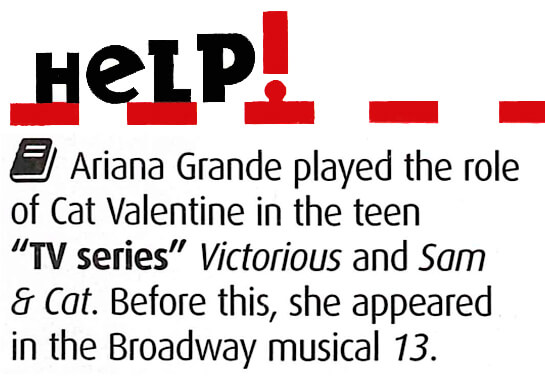 HeLP!
Ariana Grande played the role
of Cat Valentine in the teen
“TV series” Victorious and Sam
& Cat. Before this, she appeared
in the Broadway musical 13.